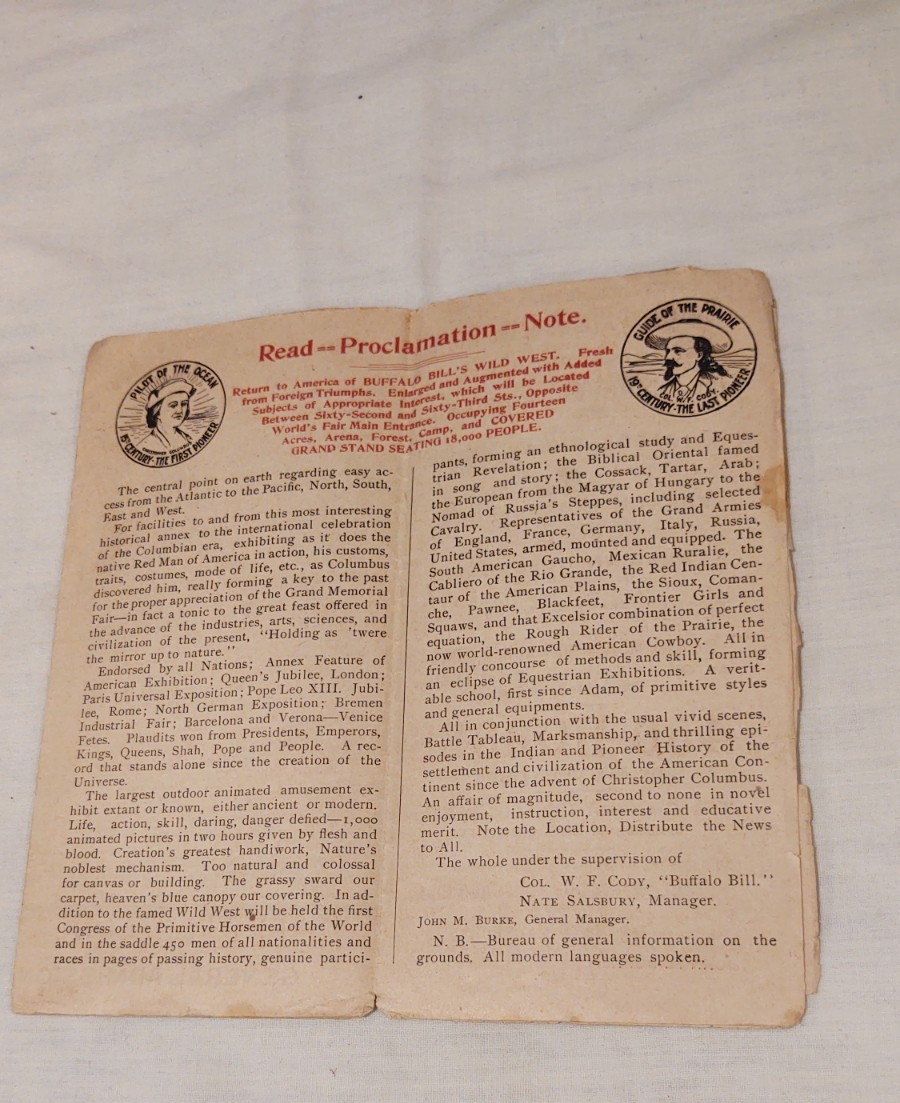 Read--Proclamation--Note.
PILOT OF THE OCEAN
15TH CENTURY-THE FIRST PIONEER
Return to America of BUFFALO BILL'S WILD WEST. Fresh
from Foreign Triumphs. Enlarged and Augmented with Added
Subjects of Appropriate Interest, which will be Located
Between Sixty-Second and Sixty-Third Sts., Opposite
World's Fair Main Entrance. Occupying Fourteen
Acres, Arena, Forest, Camp, and COVERED
GRAND STAND SEATING 18,000 PEOPLE.
GUIDE OF THE PRAIRIE
COL. W. F. CODY.
19TH CENTURY-THE LAST PIONEER
The central point on earth regarding easy ac-
cess from the Atlantic to the Pacific, North, South,
East and West.
For facilities to and from this most interesting
historical annex to the international celebration
of the Columbian era, exhibiting as it does the
native Red Man of America in action, his customs,
traits, costumes, mode of life, etc., as Columbus
discovered him, really forming a key to the past
for the proper appreciation of the Grand Memorial
Fair—in fact a tonic to the great feast offered in
the advance of the industries, arts, sciences, and
civilization of the present, "Holding as 'twere
the mirror up to nature."
Endorsed by all Nations; Annex Feature of
American Exhibition; Queen's Jubilee, London;
Paris Universal Exposition; Pope Leo XIII. Jubi-
lee, Rome; North German Exposition; Bremen
Industrial Fair; Barcelona and Verona—Venice
Fetes. Plaudits won from Presidents, Emperors,
Kings, Queens, Shah, Pope and People. A rec-
ord that stands alone since the creation of the
Universe.
The largest outdoor animated amusement ex-
hibit extant or known, either ancient or modern.
Life, action, skill, daring, danger defied—1,000
animated pictures in two hours given by flesh and
blood. Creation's greatest handiwork, Nature's
noblest mechanism. Too natural and colossal
for canvas or building. The grassy sward our
carpet, heaven's blue canopy our covering. In ad-
dition to the famed Wild West will be held the first
Congress of the Primitive Horsemen of the World
and in the saddle 450 men of all nationalities and
races in pages of passing history, genuine partici-
pants, forming an ethnological study and Eques-
trian Revelation; the Biblical Oriental famed
in song and story; the Cossack, Tartar, Arab;
the European from the Magyar of Hungary to the
Nomad of Russia's Steppes, including selected
Cavalry. Representatives of the Grand Armies
of England, France, Germany, Italy, Russia,
United States, armed, mounted and equipped. The
South American Gaucho, Mexican Ruralie, the
Cabliero of the Rio Grande, the Red Indian Cen-
taur of the American Plains, the Sioux, Coman-
che, Pawnee, Blackfeet, Frontier Girls and
Squaws, and that Excelsior combination of perfect
equation, the Rough Rider of the Prairie, the
now world-renowned American Cowboy. All in
friendly concourse of methods and skill, forming
an eclipse of Equestrian Exhibitions. A verit-
able school, first since Adam, of primitive styles
and general equipments.
All in conjunction with the usual vivid scenes,
Battle Tableau, Marksmanship, and thrilling epi-
sodes in the Indian and Pioneer History of the
settlement and civilization of the American Con-
tinent since the advent of Christopher Columbus.
An affair of magnitude, second to none in novel
enjoyment, instruction, interest and educative
merit. Note the Location, Distribute the News
to All.
The whole under the supervision of
COL. W. F. CODY, "Buffalo Bill."
NATE SALSBURY, Manager.
JOHN M. BURKE, General Manager.
N. B.—Bureau of general information on the
grounds. All modern languages spoken.